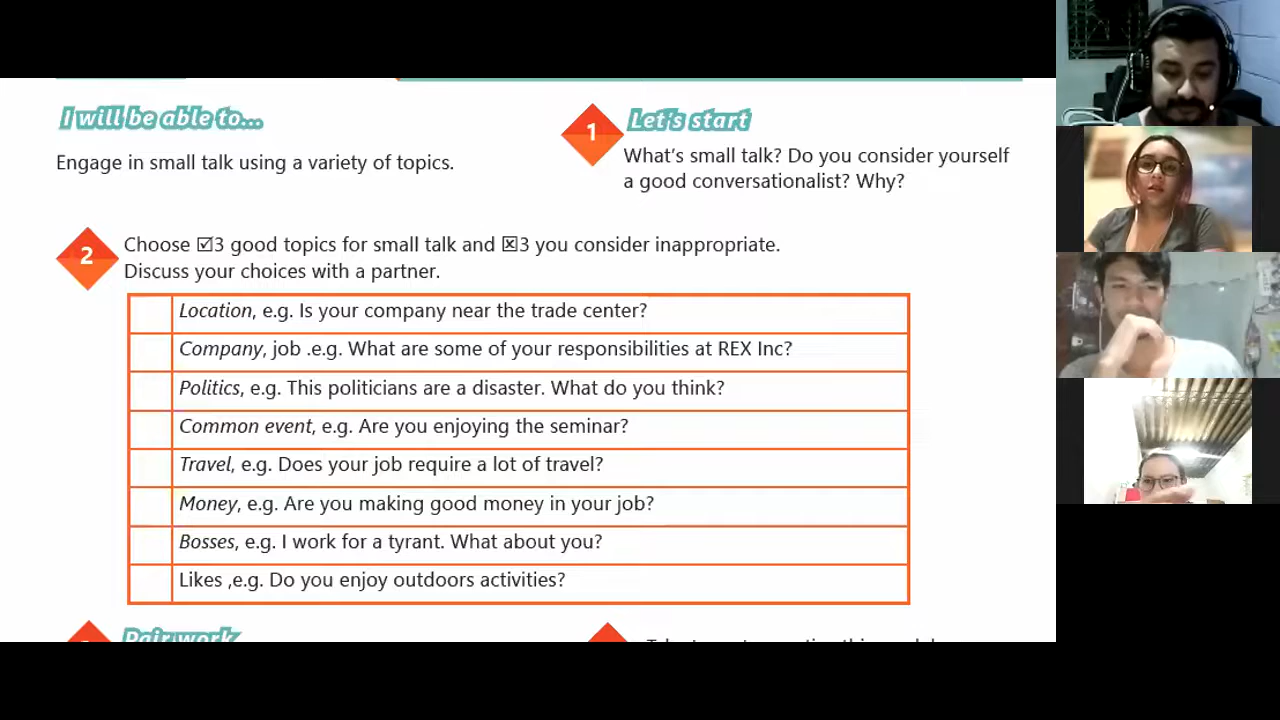 I will be able to...
Engage in small talk using a variety of topics.
1
Let's start
What's small talk? Do you consider yourself
a good conversationalist? Why?
2
Choose ☑3 good topics for small talk and ☒3 you consider inappropriate.
Discuss your choices with a partner.
Location, e.g. Is your company near the trade center?
Company, job .e.g. What are some of your responsibilities at REX Inc?
Politics, e.g. This politicians are a disaster. What do you think?
Common event, e.g. Are you enjoying the seminar?
Travel, e.g. Does your job require a lot of travel?
Money, e.g. Are you making good money in your job?
Bosses, e.g. I work for a tyrant. What about you?
Likes ,e.g. Do you enjoy outdoors activities?
Pair work